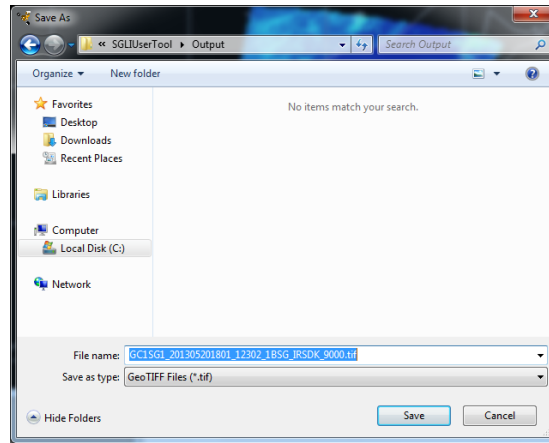 Save As
« SGLIUserTool ▸ Output
Search Output
Organize ▾ New folder
Favorites
Desktop
Downloads
Recent Places
Libraries
Computer
Local Disk (C:)
Network
No items match your search.
File name: GC1SG1_201305201801_12302_1BSG_IRSDK_9000.tif
Save as type: GeoTIFF Files (*.tif)
Hide Folders
Save
Cancel